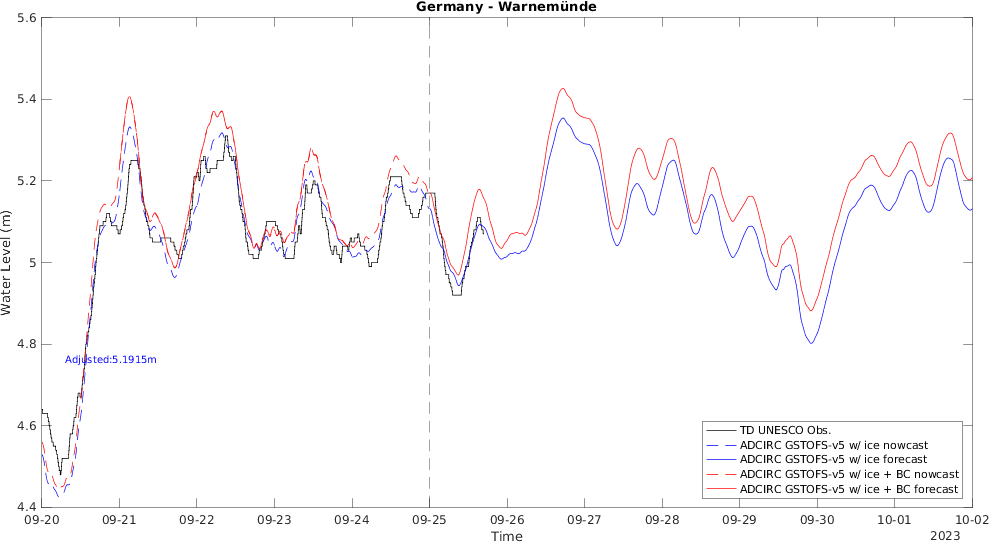 Germany - Warnemünde
5.6
5.4
5.2
5
4.8
4.6
4.4
Water Level (m)
Adjusted:5.1915m
TD UNESCO Obs.
ADCIRC GSTOFS-v5 w/ ice nowcast
ADCIRC GSTOFS-v5 w/ ice forecast
ADCIRC GSTOFS-v5 w/ ice + BC nowcast
ADCIRC GSTOFS-v5 w/ ice + BC forecast
09-20 09-21 09-22 09-23 09-24 09-25 09-26 09-27 09-28 09-29 09-30 10-01 10-02
Time
2023